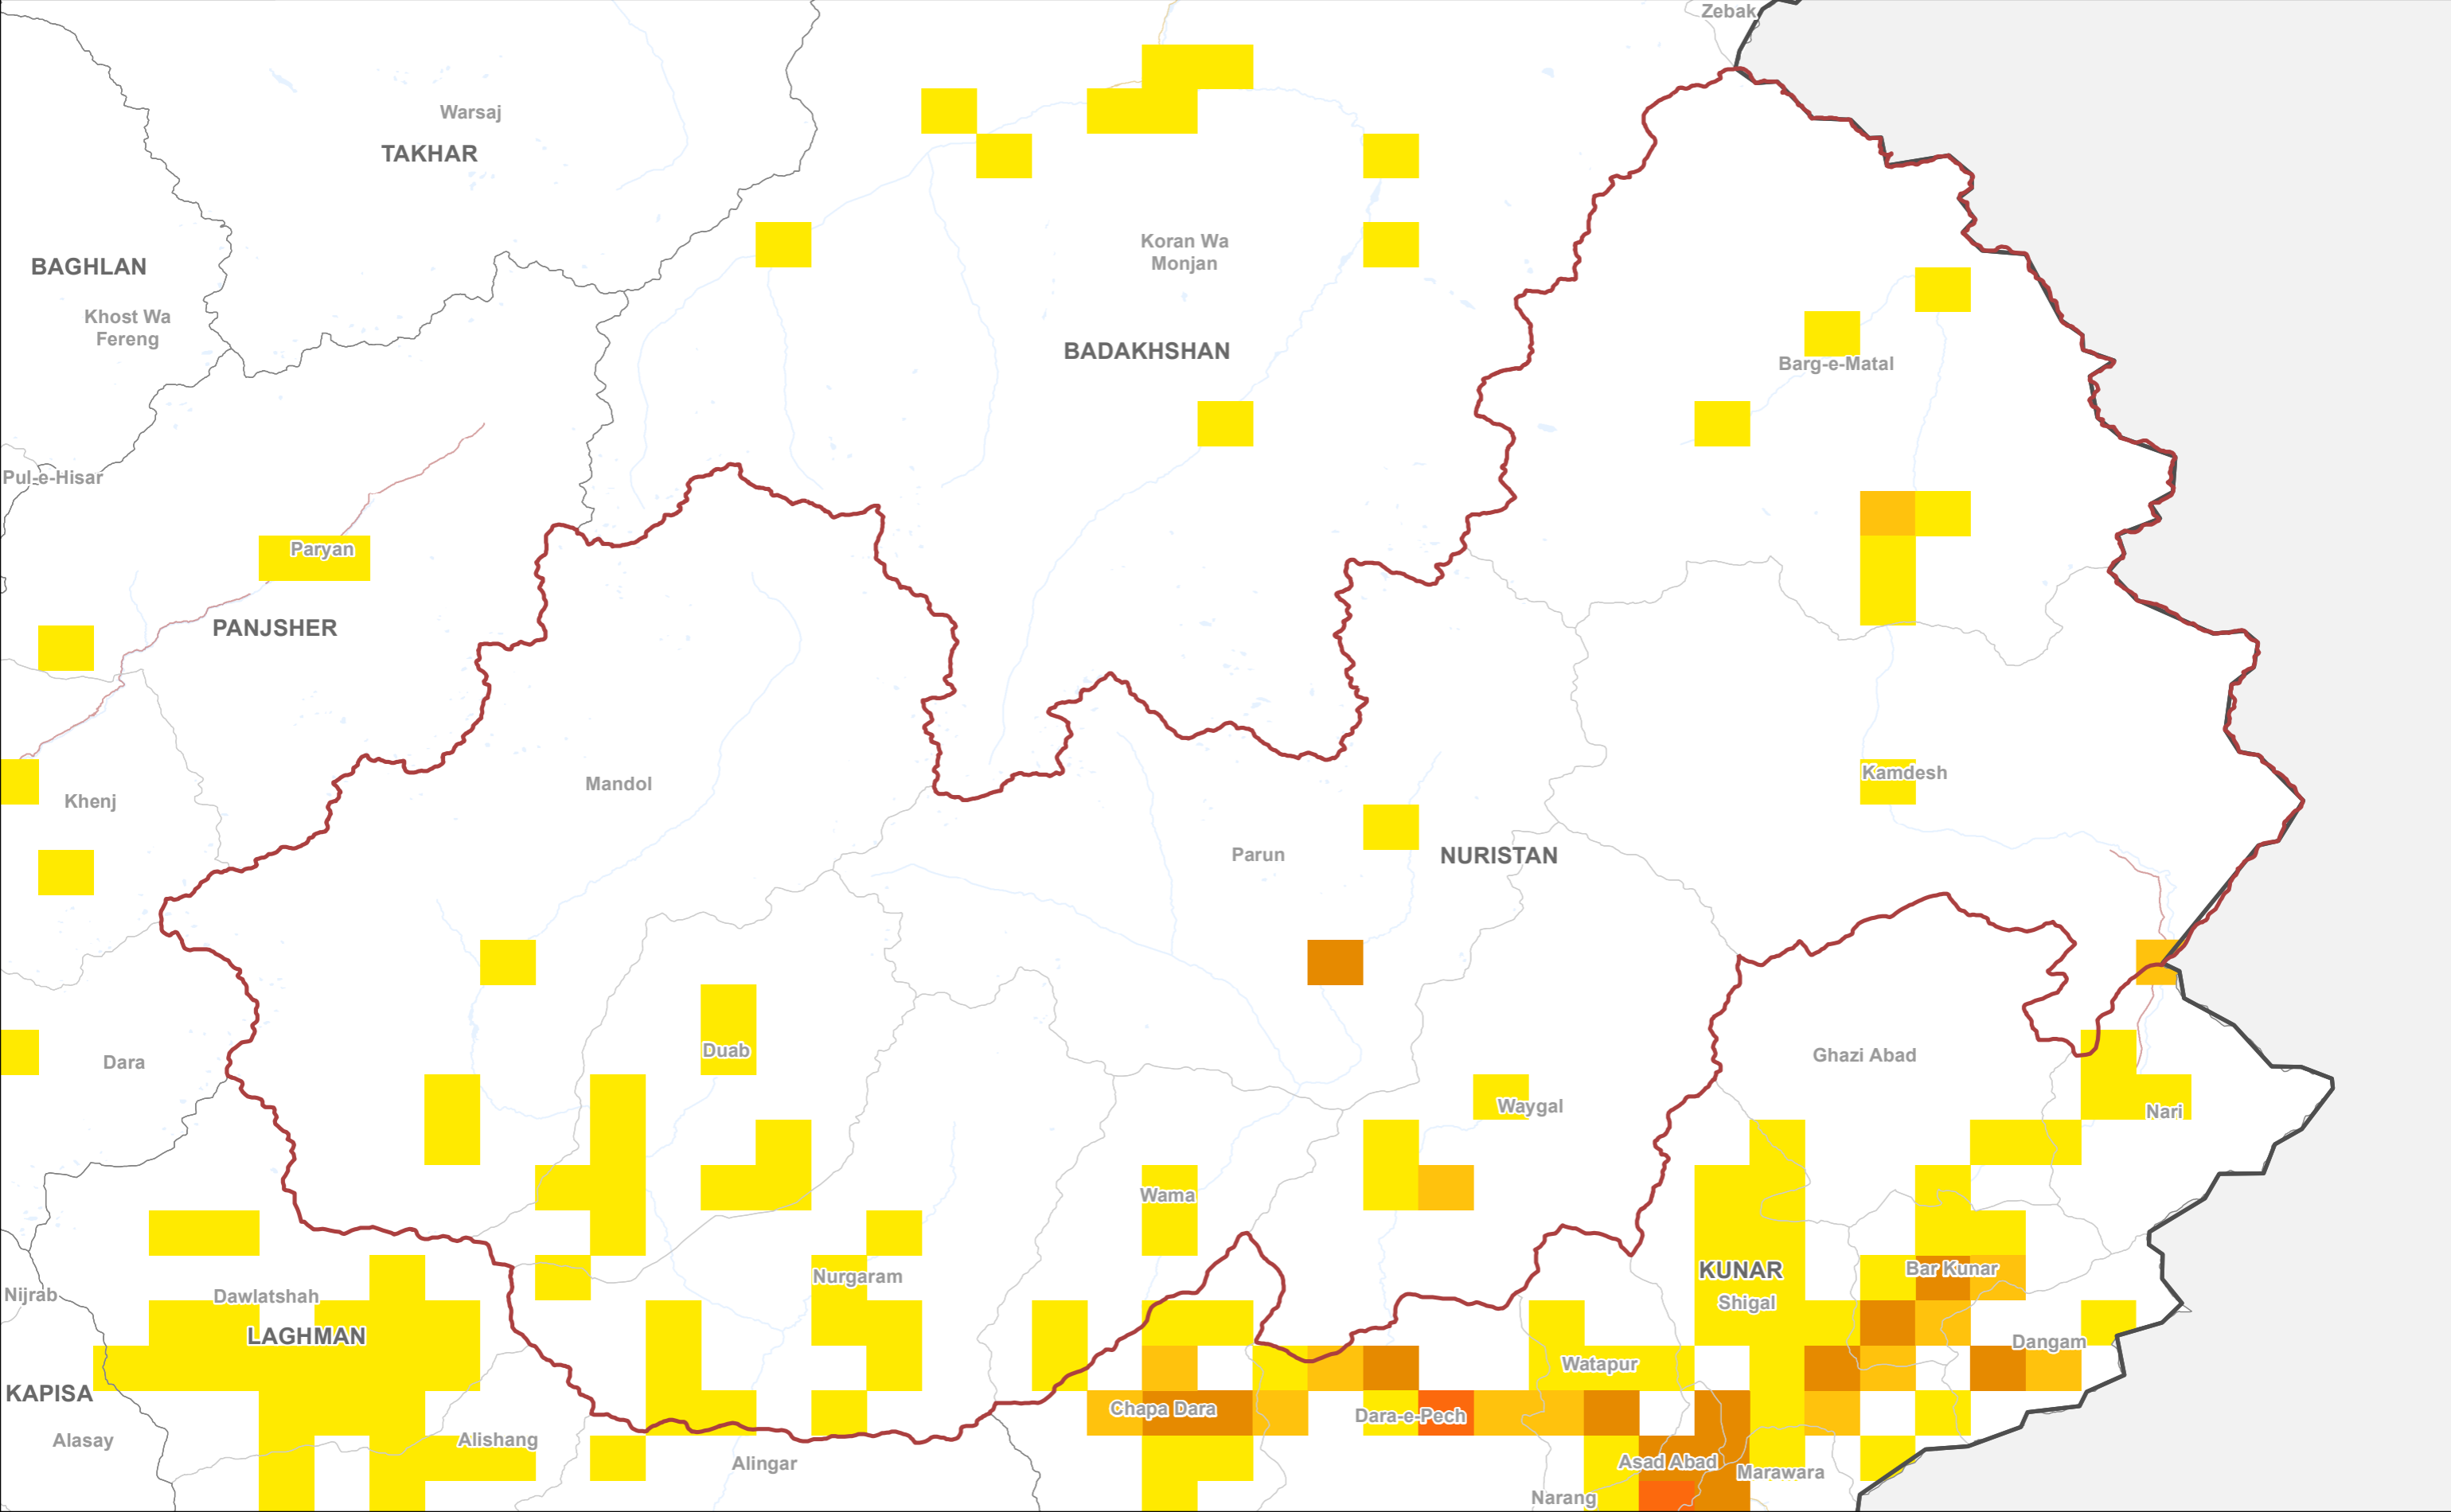 Zebak
Warsaj
TAKHAR
Koran Wa
Monjan
BAGHLAN
Khost Wa
Fereng
BADAKHSHAN
Barg-e-Matal
Pul-e-Hisar
Paryan
PANJSHER
Kamdesh
Mandol
Khenj
Parun
NURISTAN
Duab
Dara
Ghazi Abad
Waygal
Nari
Wama
Bar Kunar
KUNAR
Nurgaram
Nijrab
Dawlatshah
Shigal
LAGHMAN
Dangam
Watapur
KAPISA
Chapa Dara
Dara-e-Pech
Alasay
Alishang
Alingar
Asad Abad
Marawara
Narang